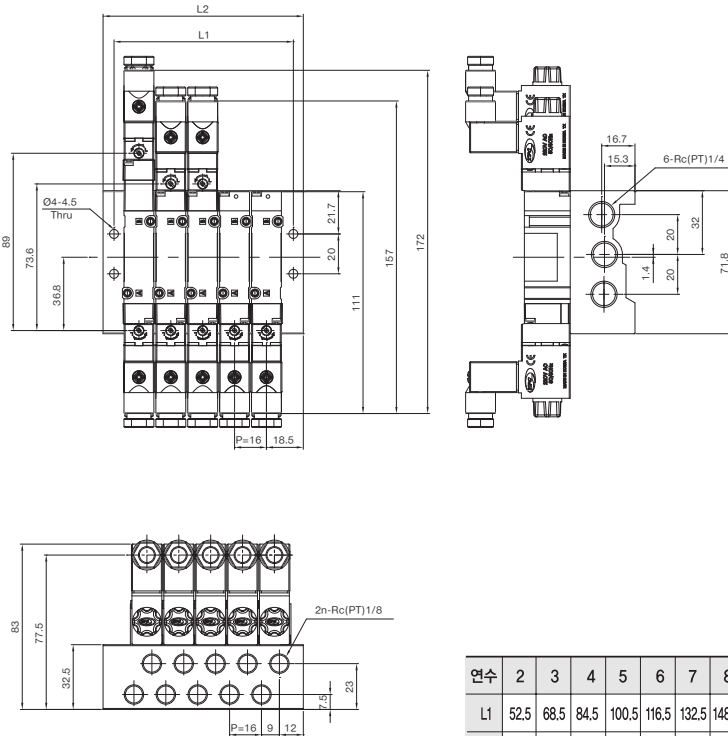 L2
L1
Ø4-4.5
Thru
89
73.6
36.8
21.7
20
111
157
172
P=16
18.5
16.7
15.3
6-Rc(PT)1/4
20
32
1.4
20
71.8
83
77.5
32.5
2n-Rc(PT)1/8
7.5
23
P=16
9
12
연수 2 3 4 5 6 7 8
L1 52,5 68,5 84,5 100,5 116,5 132,5 148